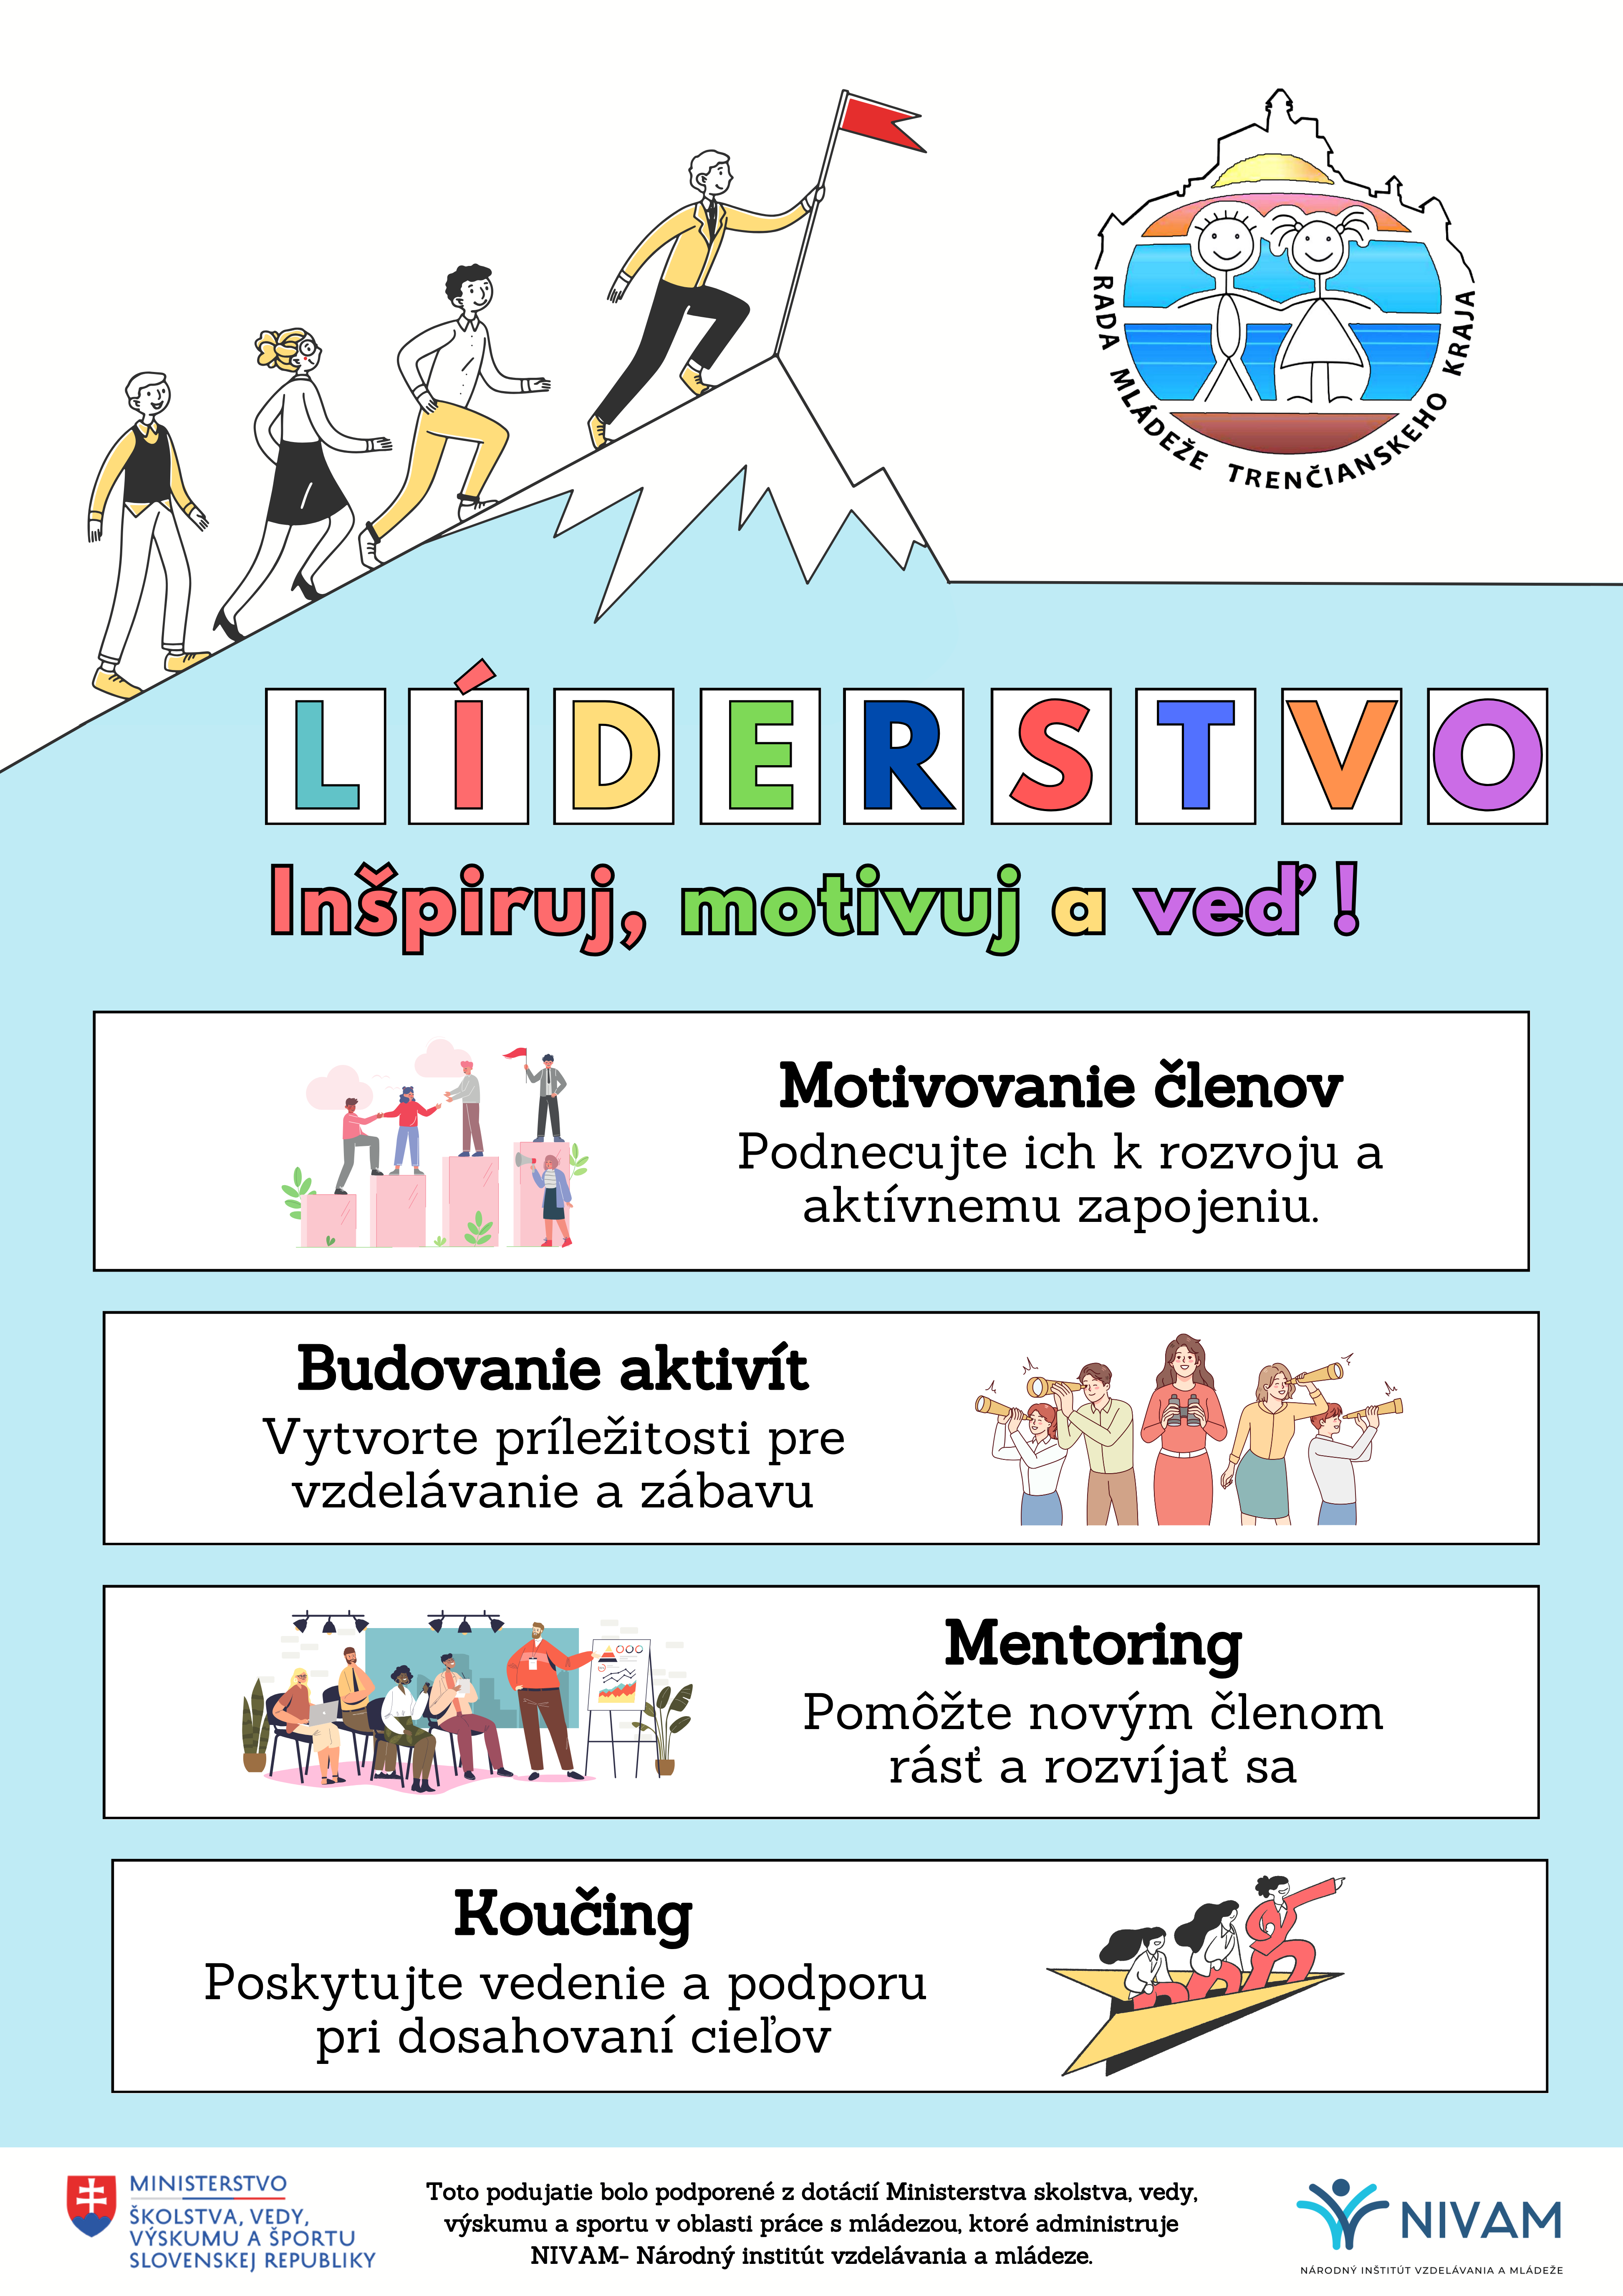 RADA MLÁDEŽE TRENČIANSKEHO KRAJA
LÍDERSTVO
Inšpiruj, motivuj a veď !
Motivovanie členov
Podnecujte ich k rozvoju a
aktívnemu zapojeniu.
Budovanie aktivít
Vytvorte príležitosti pre
vzdelávanie a zábavu
Mentoring
Pomôžte novým členom
rásť a rozvíjať sa
Koučing
Poskytujte vedenie a podporu
pri dosahovaní cieľov
MINISTERSTVO
ŠKOLSTVA, VEDY,
VÝSKUMU A ŠPORTU
SLOVENSKEJ REPUBLIKY
Toto podujatie bolo podporené z dotácií Ministerstva skolstva, vedy,
výskumu a sportu v oblasti práce s mládezou, ktoré administruje
NIVAM- Národný institút vzdelávania a mládeze.
NIVAM
NÁRODNÝ INŠTITÚT VZDELÁVANIA A MLÁDEŽE